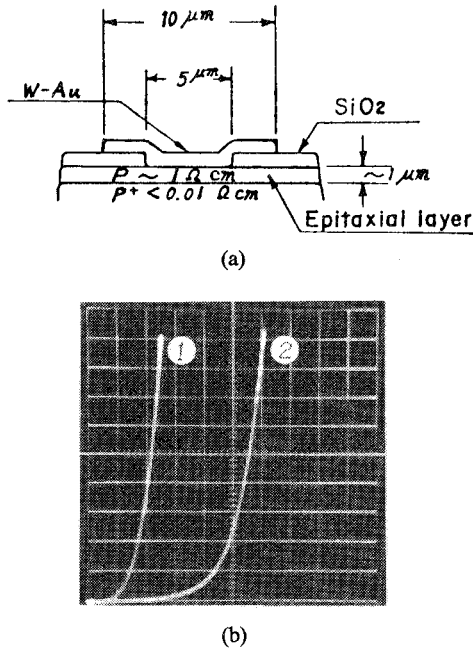 10 µm
5 µm
W-Au
SiO2
P ~ 1 Ω cm
~1 µm
P+ < 0.01 Ω cm
Epitaxial layer
(a)
1
2
(b)